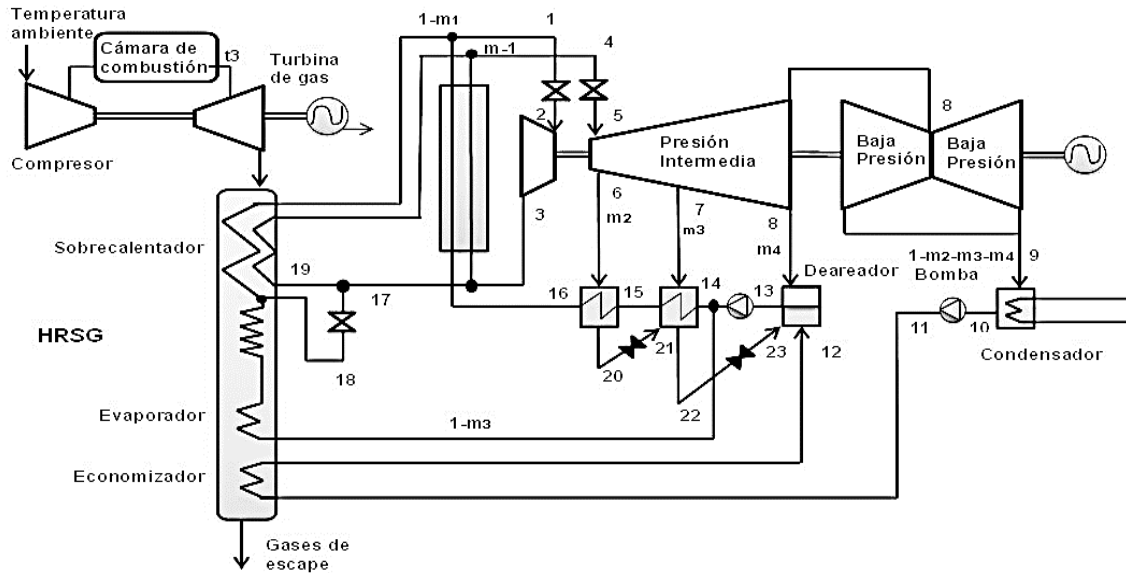 Temperatura
ambiente
Cámara de
combustión
t3
Turbina
de gas
Compresor
1-m1
1
m-1
4
2
5
3
Presión
Intermedia
Baja
Presión
8
Baja
Presión
6
m2
7
m3
8
m4
9
1-m2-m3-m4
Bomba
Deareador
Sobrecalentador
19
17
16
15
14
13
12
11
10
Condensador
HRSG
18
20
21
22
23
Evaporador
1-m3
Economizador
Gases de
escape